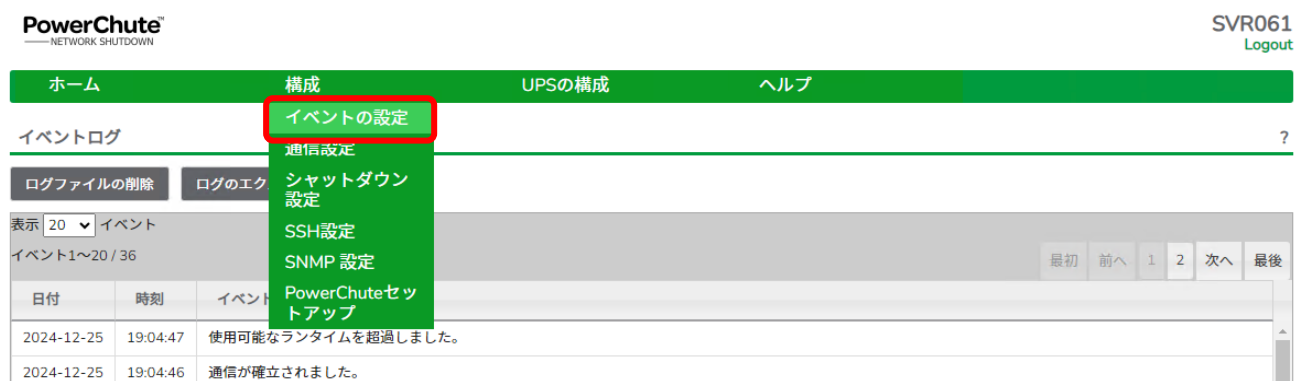 PowerChute™
NETWORK SHUTDOWN
SVR061
Logout
ホーム
構成
UPSの構成
ヘルプ
イベントの設定
通信設定
シャットダウン
設定
SSH設定
SNMP 設定
PowerChuteセッ
トアップ
イベントログ
?
ログファイルの削除
ログのエク
表示 20 イベント
イベント1～20 / 36
最初 前へ 1 2 次へ 最後
日付 時刻 イベント
2024-12-25 19:04:47 使用可能なランタイムを超過しました。
2024-12-25 19:04:46 通信が確立されました。